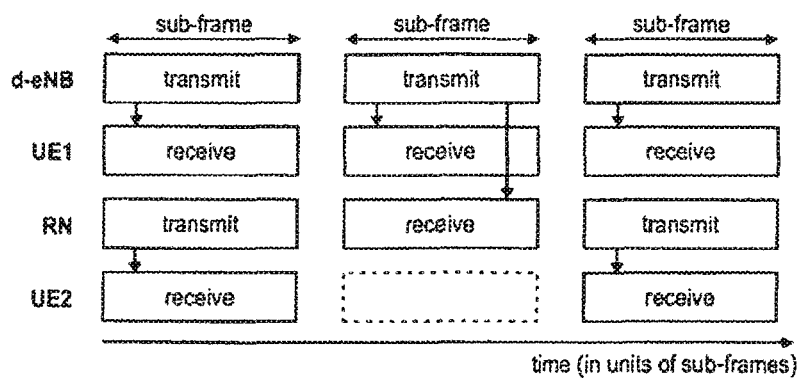 sub-frame sub-frame sub-frame
d-eNB transmit transmit transmit
UE1 receive receive receive
RN transmit receive transmit
UE2 receive receive
time (in units of sub-frames)